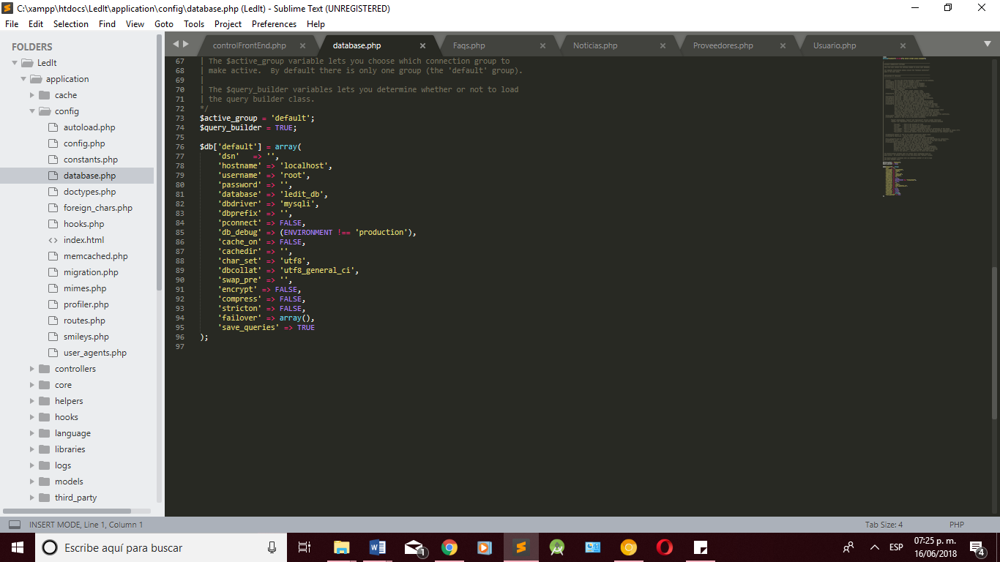 C:\xampp\htdocs\LedIt\application\config\database.php (LedIt) - Sublime Text (UNREGISTERED)
File Edit Selection Find View Goto Tools Project Preferences Help
FOLDERS
LedIt
application
cache
config
autoload.php
config.php
constants.php
database.php
doctypes.php
foreign_chars.php
hooks.php
index.html
memcached.php
migration.php
mimes.php
profiler.php
routes.php
smileys.php
user_agents.php
controllers
core
helpers
hooks
language
libraries
logs
models
third_party
controlFrontEnd.php database.php Faqs.php Noticias.php Proveedores.php Usuario.php
67 | The $active_group variable lets you choose which connection group to
68 | make active.  By default there is only one group (the 'default' group).
69 |
70 | The $query_builder variables lets you determine whether or not to load
71 | the query builder class.
72 */
73 $active_group = 'default';
74 $query_builder = TRUE;
75
76 $db['default'] = array(
77     'dsn'   => '',
78     'hostname' => 'localhost',
79     'username' => 'root',
80     'password' => '',
81     'database' => 'ledit_db',
82     'dbdriver' => 'mysqli',
83     'dbprefix' => '',
84     'pconnect' => FALSE,
85     'db_debug' => (ENVIRONMENT !== 'production'),
86     'cache_on' => FALSE,
87     'cachedir' => '',
88     'char_set' => 'utf8',
89     'dbcollat' => 'utf8_general_ci',
90     'swap_pre' => '',
91     'encrypt' => FALSE,
92     'compress' => FALSE,
93     'stricton' => FALSE,
94     'failover' => array(),
95     'save_queries' => TRUE
96 );
97
INSERT MODE, Line 1, Column 1 Tab Size: 4 PHP
Escribe aquí para buscar
1
ESP
07:25 p. m.
16/06/2018
4